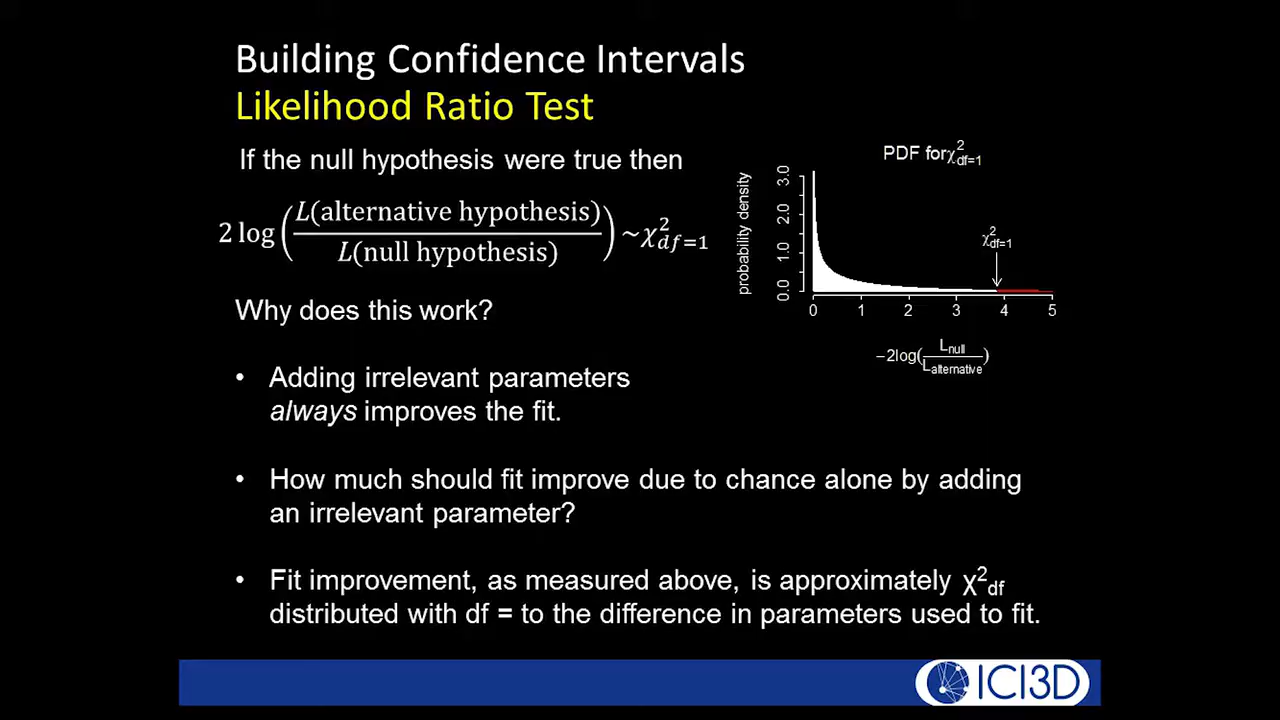 Building Confidence Intervals
Likelihood Ratio Test
If the null hypothesis were true then
2 log ( L(alternative hypothesis) / L(null hypothesis) ) ~ χ²df=1
Why does this work?
• Adding irrelevant parameters
always improves the fit.
• How much should fit improve due to chance alone by adding
an irrelevant parameter?
• Fit improvement, as measured above, is approximately χ²df
distributed with df = to the difference in parameters used to fit.
PDF for χ²df=1
probability density
3.0
2.0
1.0
0.0
χ²df=1
0 1 2 3 4 5
−2log( Lnull / Lalternative )
ICI3D